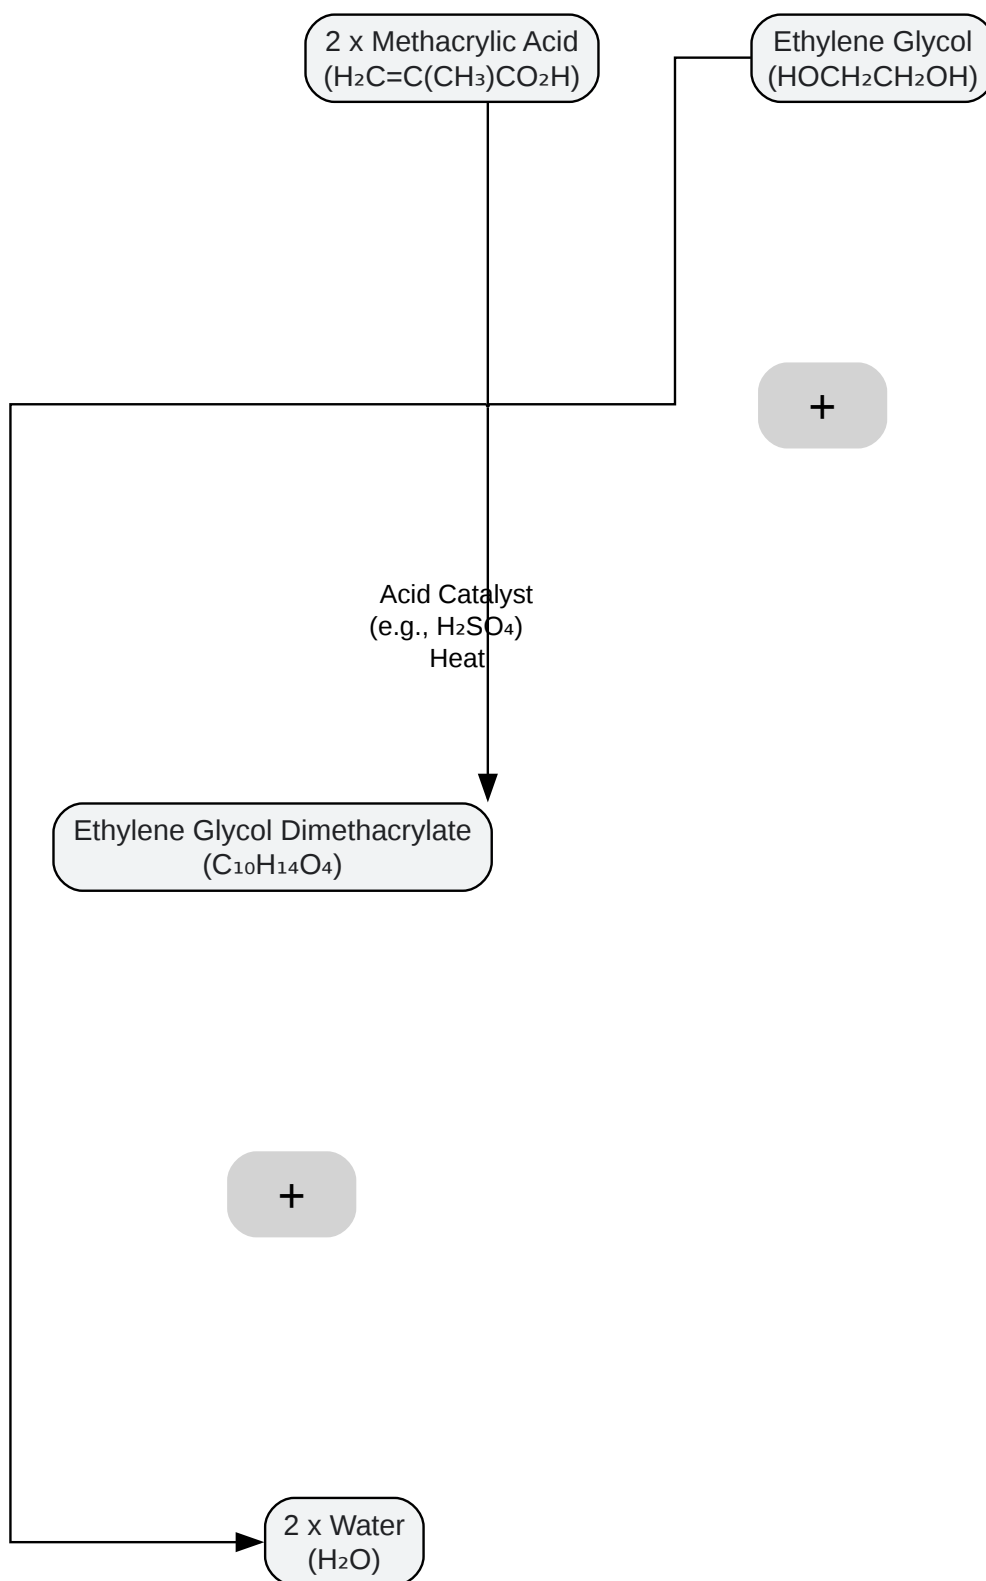 2 x Methacrylic Acid
(H₂C=C(CH₃)CO₂H)
Ethylene Glycol
(HOCH₂CH₂OH)
+
Acid Catalyst
(e.g., H₂SO₄)
Heat
Ethylene Glycol Dimethacrylate
(C₁₀H₁₄O₄)
+
2 x Water
(H₂O)